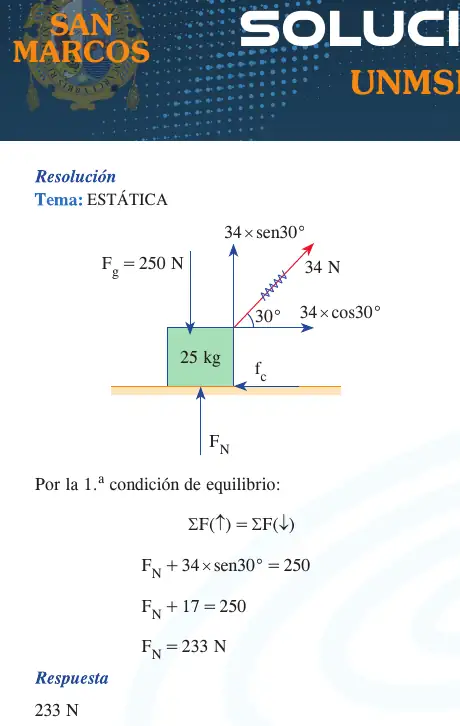 SAN
MARCOS
SOLUCI
UNMS
Resolución
Tema: ESTÁTICA
34×sen30°
F_g = 250 N
34 N
30°
34×cos30°
25 kg
f_c
F_N
Por la 1.ª condición de equilibrio:
ΣF(↑) = ΣF(↓)
F_N + 34×sen30° = 250
F_N + 17 = 250
F_N = 233 N
Respuesta
233 N